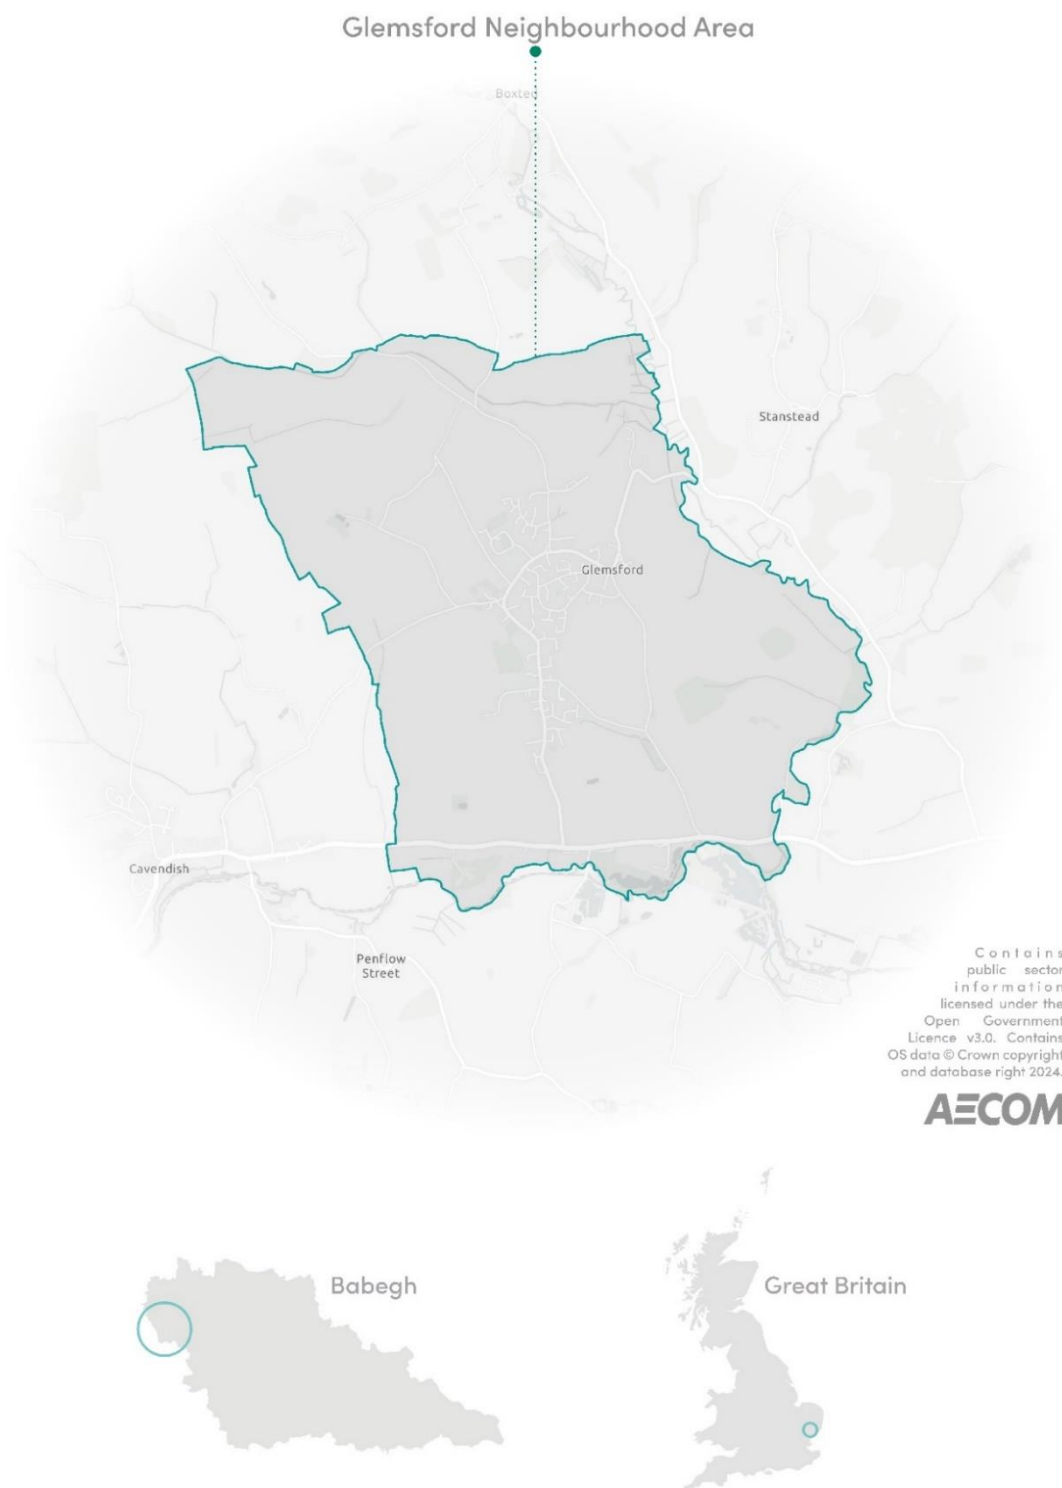 Glemsford Neighbourhood Area
Boxted
Stanstead
Glemsford
Cavendish
Penflow
Street
Contains
public sector
information
licensed under the
Open Government
Licence v3.0. Contains
OS data © Crown copyright
and database right 2024.
AECOM
Babegh
Great Britain